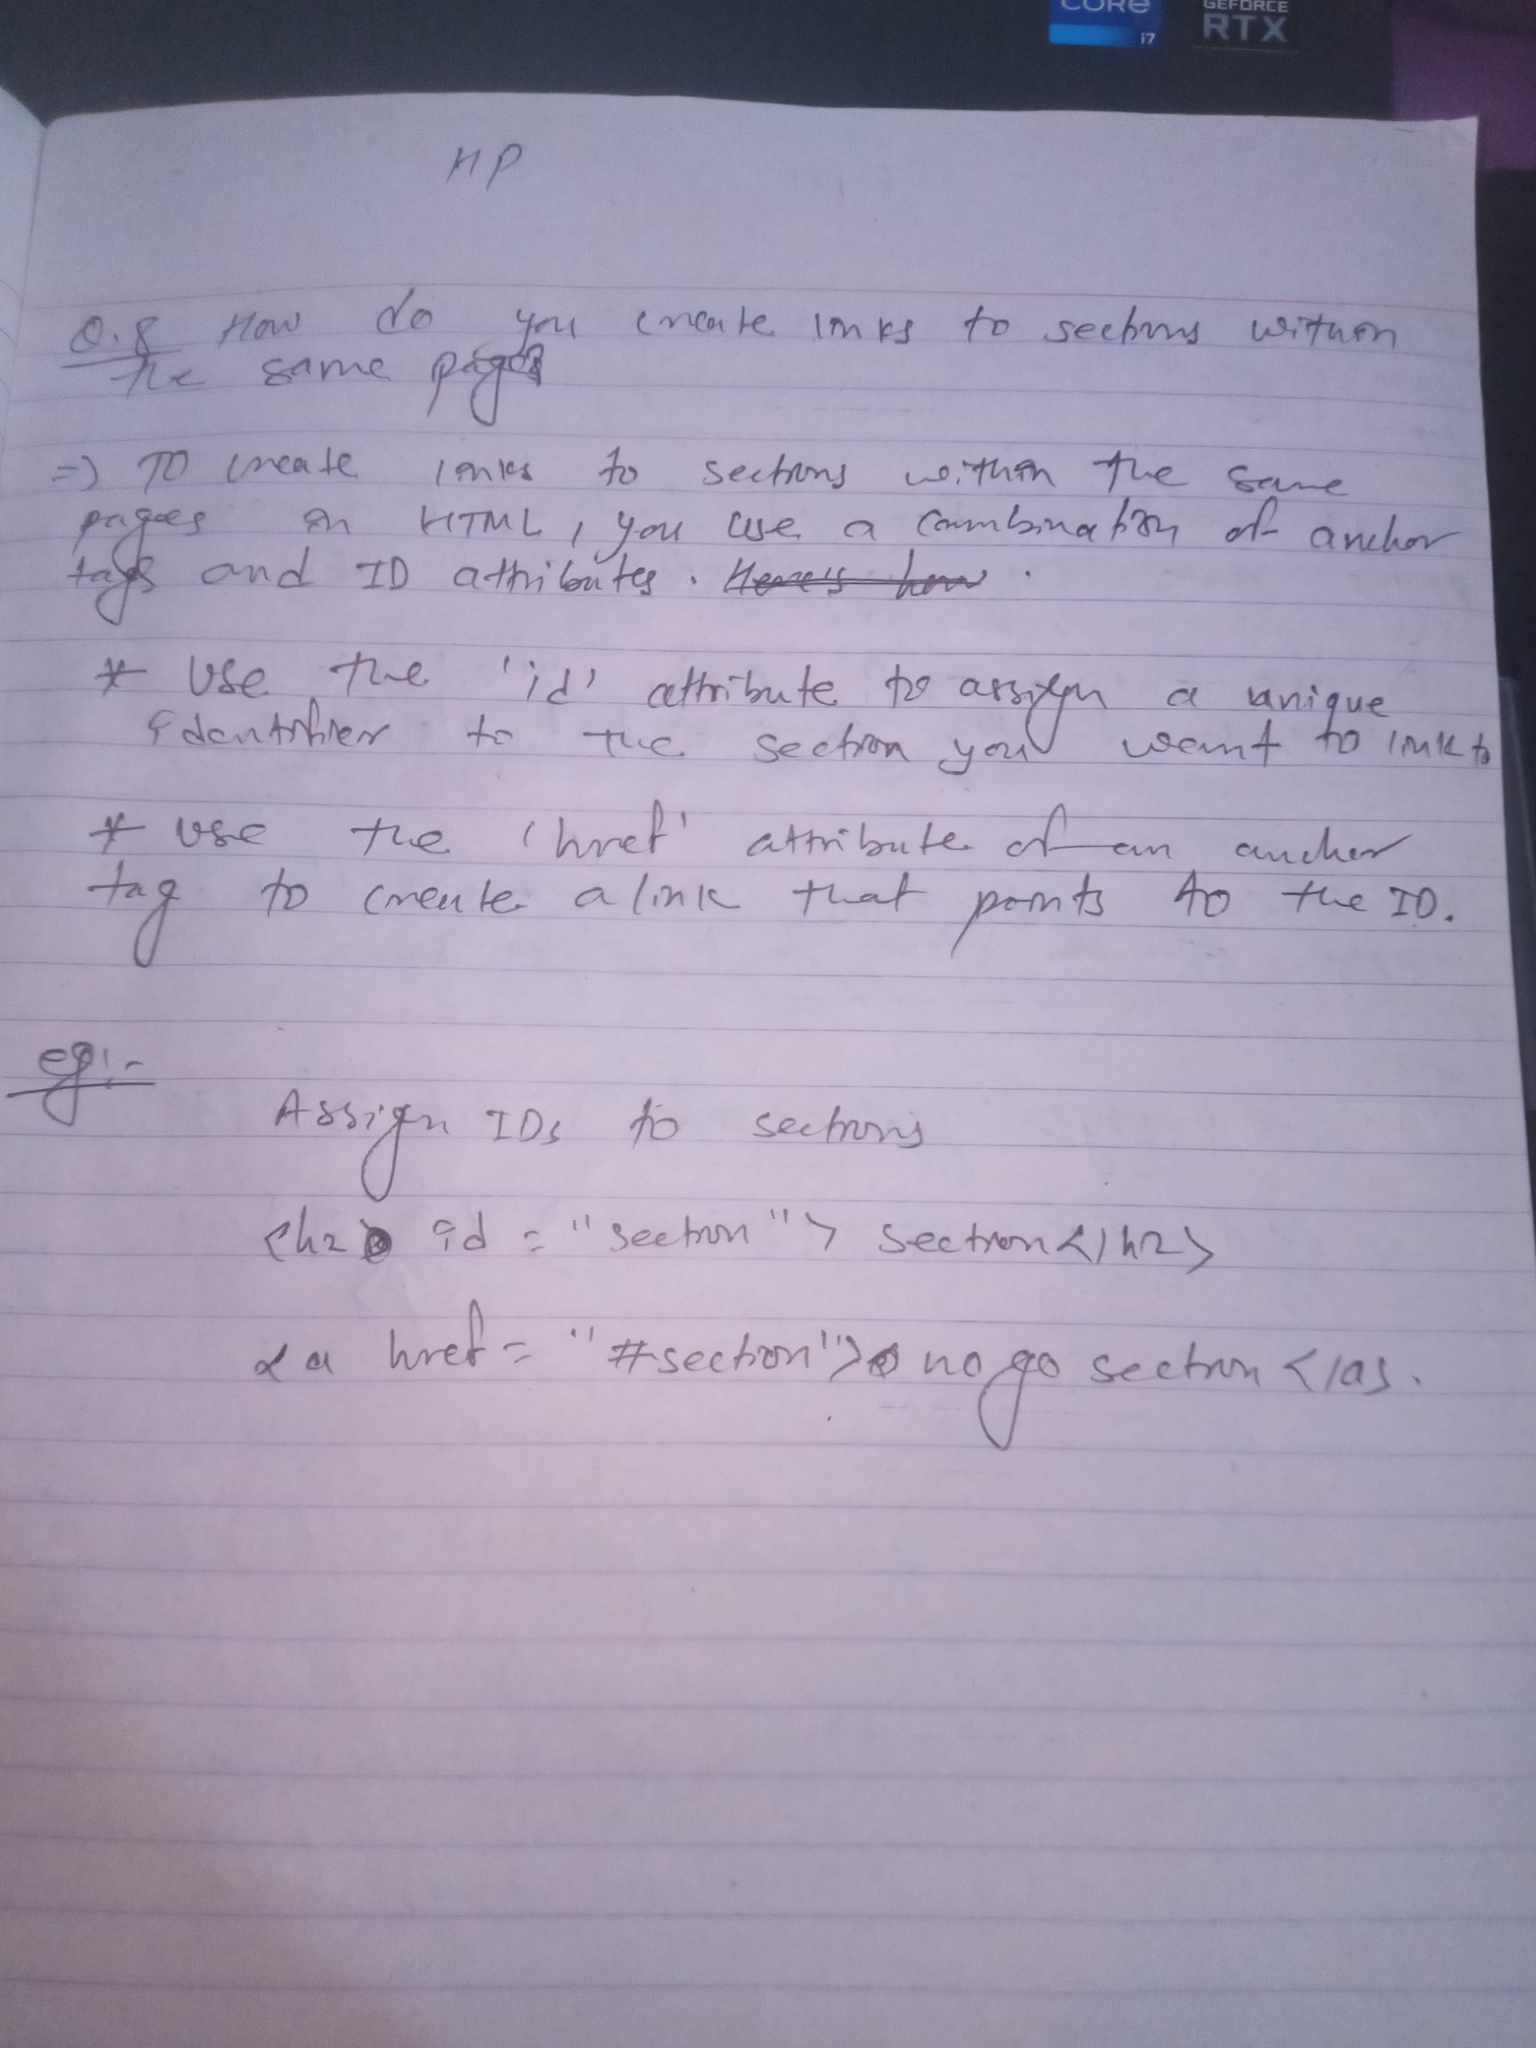 CORe
i7
GEFORCE
RTX
HP
Q.8 How do you create links to sections within
the same page?
=> To create links to sections within the same
pages in HTML, you use a combination of anchor
tags and ID attributes. Here's how .
* Use the 'id' attribute to assign a unique
identifier to the section you want to link to
* use the 'href' attribute of an anchor
tag to create a link that points to the ID.
eg:-
Assign IDs to sections
<h2 id = "section"> section</h2>
<a href = "#section"> no go section </a>.